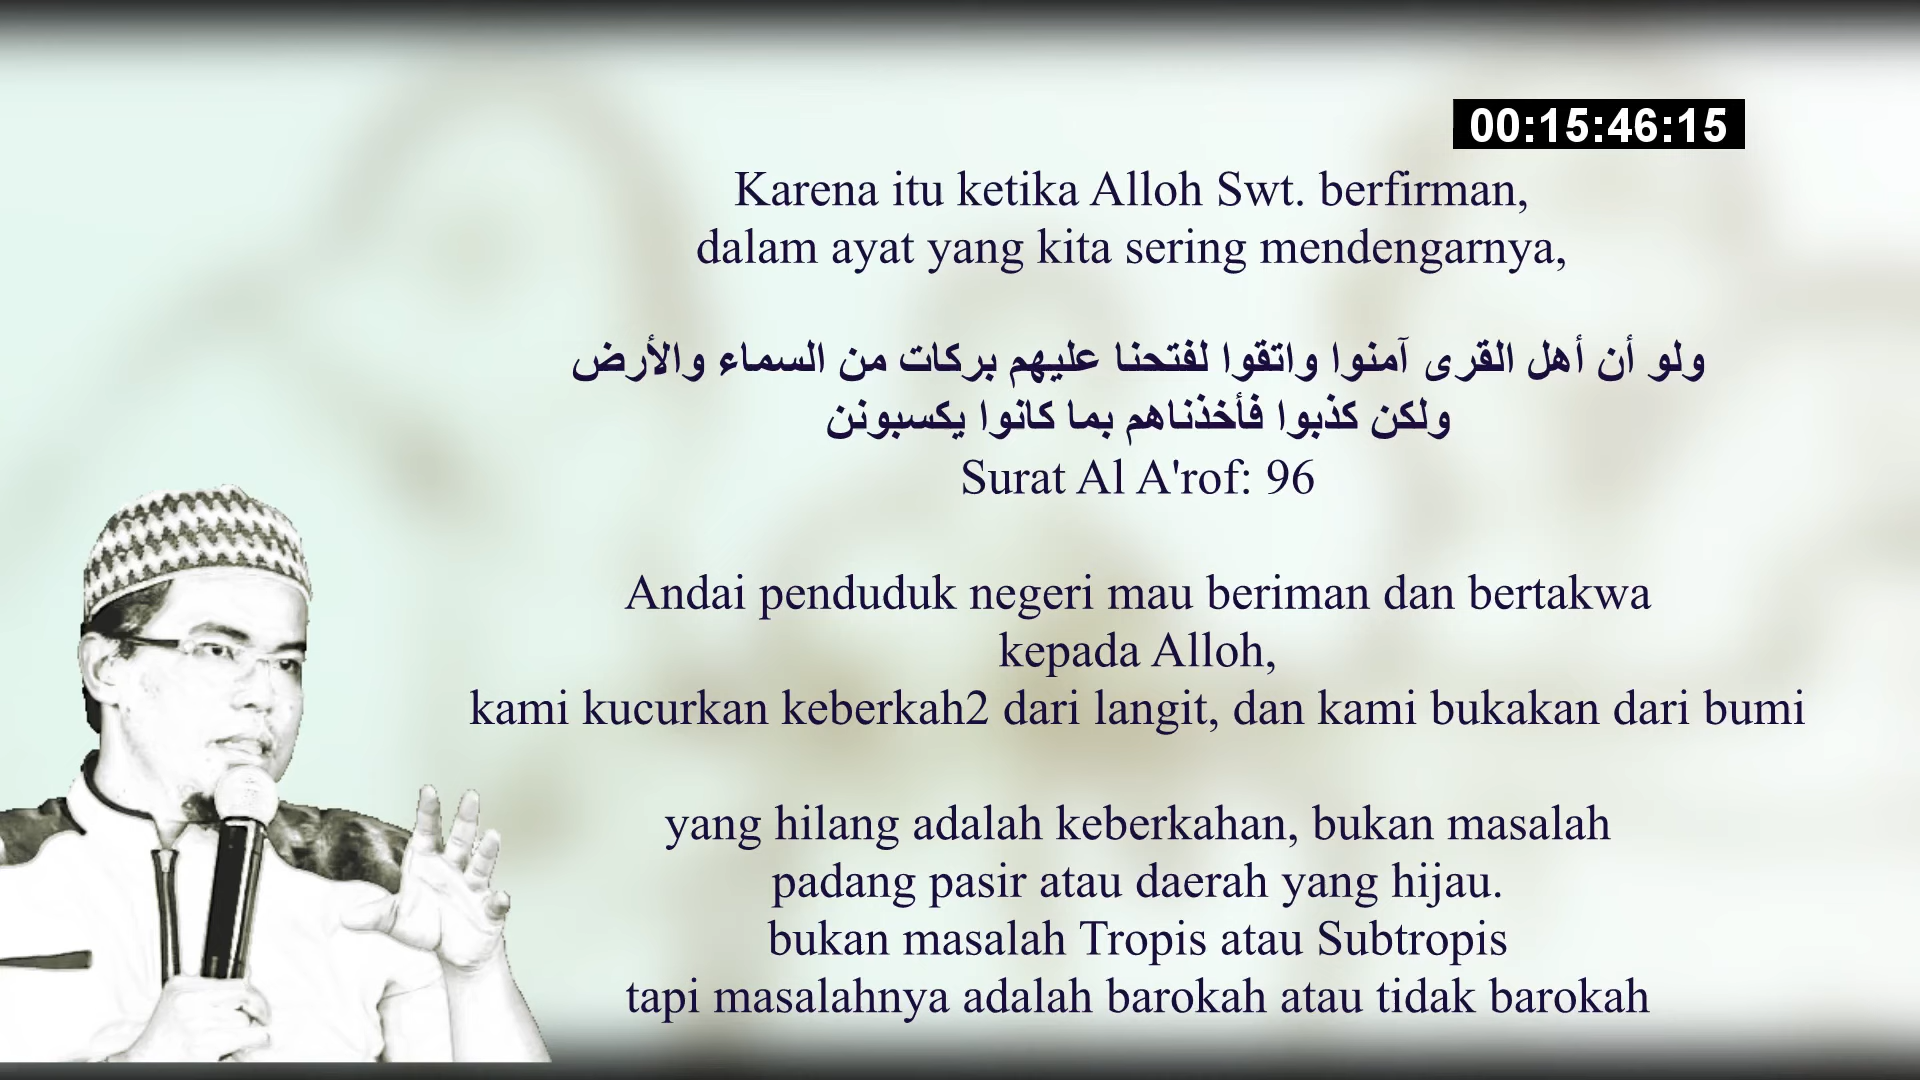 00:15:46:15
Karena itu ketika Alloh Swt. berfirman,
dalam ayat yang kita sering mendengarnya,
ولو أن أهل القرى آمنوا واتقوا لفتحنا عليهم بركات من السماء والأرض
ولكن كذبوا فأخذناهم بما كانوا يكسبونن
Surat Al A'rof: 96
Andai penduduk negeri mau beriman dan bertakwa
kepada Alloh,
kami kucurkan keberkah2 dari langit, dan kami bukakan dari bumi
yang hilang adalah keberkahan, bukan masalah
padang pasir atau daerah yang hijau.
bukan masalah Tropis atau Subtropis
tapi masalahnya adalah barokah atau tidak barokah